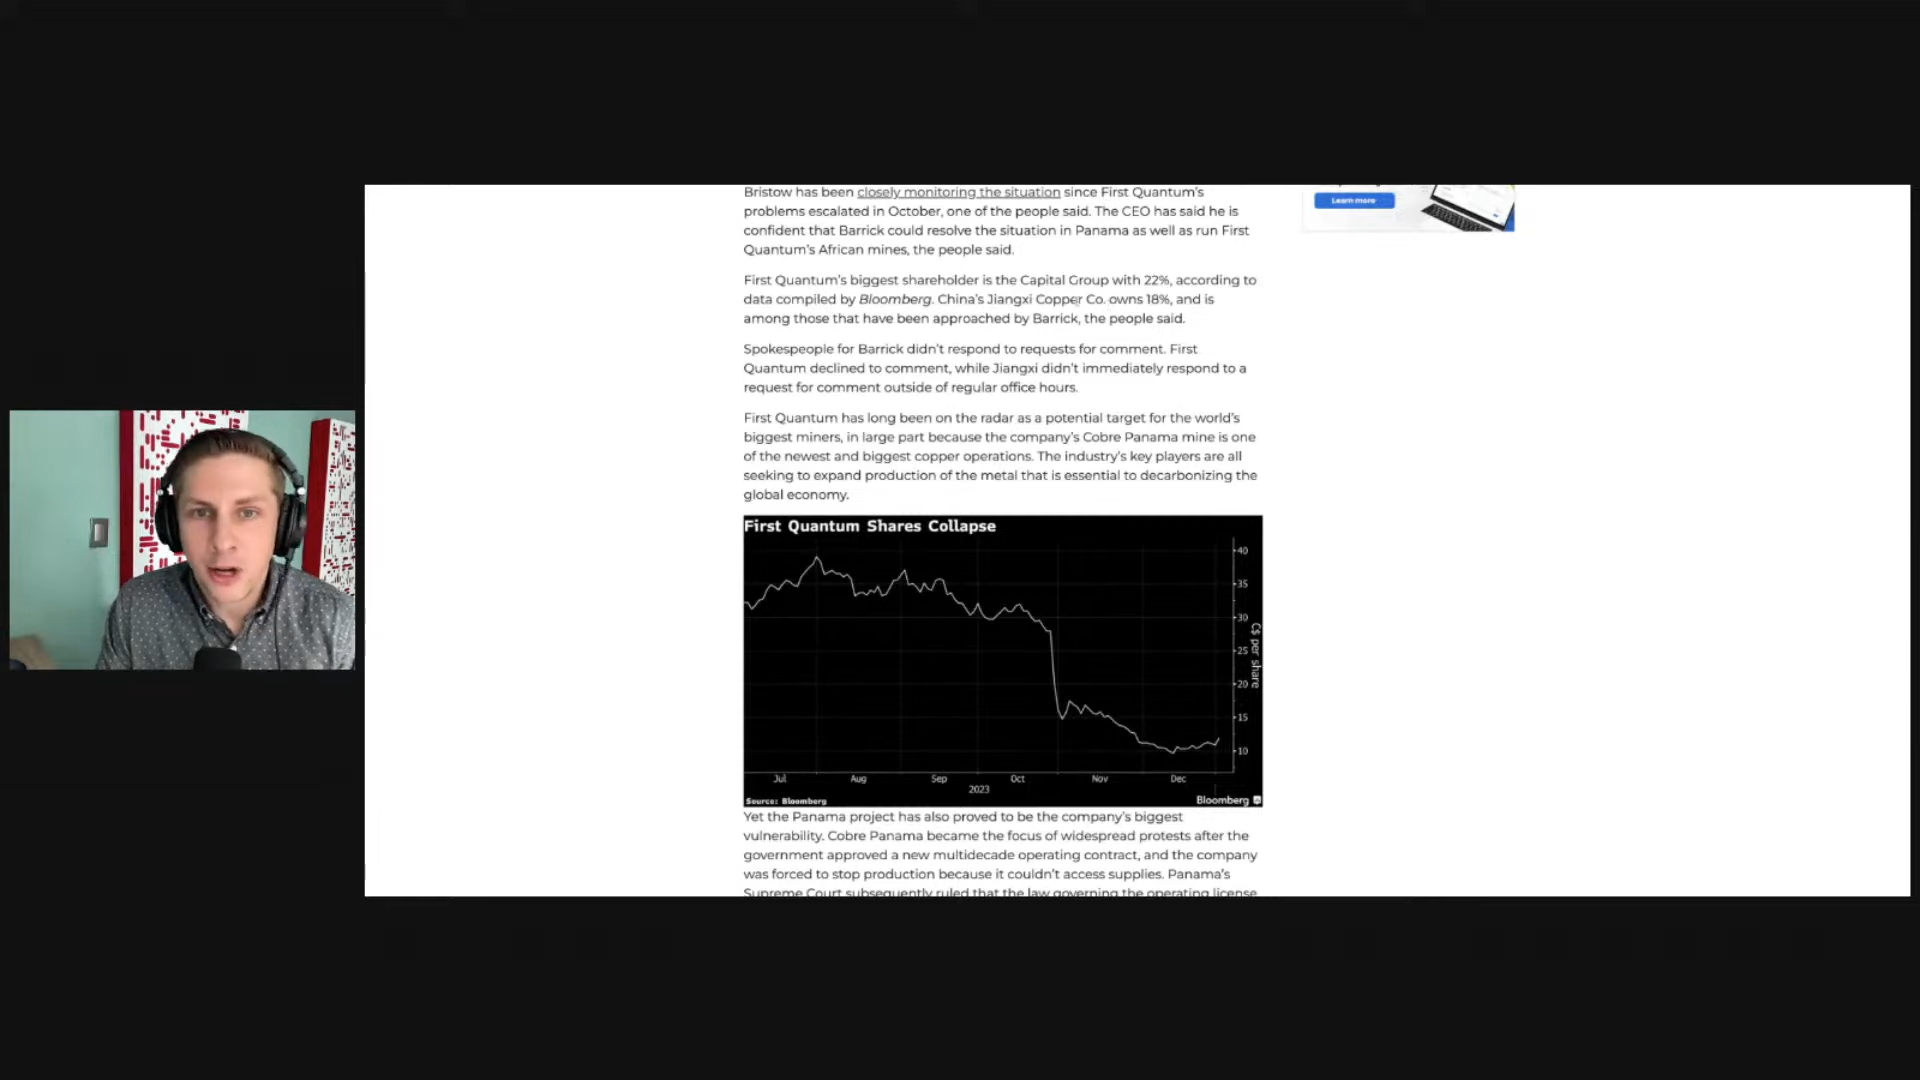 Bristow has been closely monitoring the situation since First Quantum's
problems escalated in October, one of the people said. The CEO has said he is
confident that Barrick could resolve the situation in Panama as well as run First
Quantum's African mines, the people said.
Learn more
First Quantum's biggest shareholder is the Capital Group with 22%, according to
data compiled by Bloomberg. China's Jiangxi Copper Co. owns 18%, and is
among those that have been approached by Barrick, the people said.
Spokespeople for Barrick didn't respond to requests for comment. First
Quantum declined to comment, while Jiangxi didn't immediately respond to a
request for comment outside of regular office hours.
First Quantum has long been on the radar as a potential target for the world's
biggest miners, in large part because the company's Cobre Panama mine is one
of the newest and biggest copper operations. The industry's key players are all
seeking to expand production of the metal that is essential to decarbonizing the
global economy.
First Quantum Shares Collapse
40
35
30
25
20
15
10
C$ per share
Jul Aug Sep Oct Nov Dec
2023
Source: Bloomberg
Bloomberg
Yet the Panama project has also proved to be the company's biggest
vulnerability. Cobre Panama became the focus of widespread protests after the
government approved a new multidecade operating contract, and the company
was forced to stop production because it couldn't access supplies. Panama's
Supreme Court subsequently ruled that the law governing the operating license